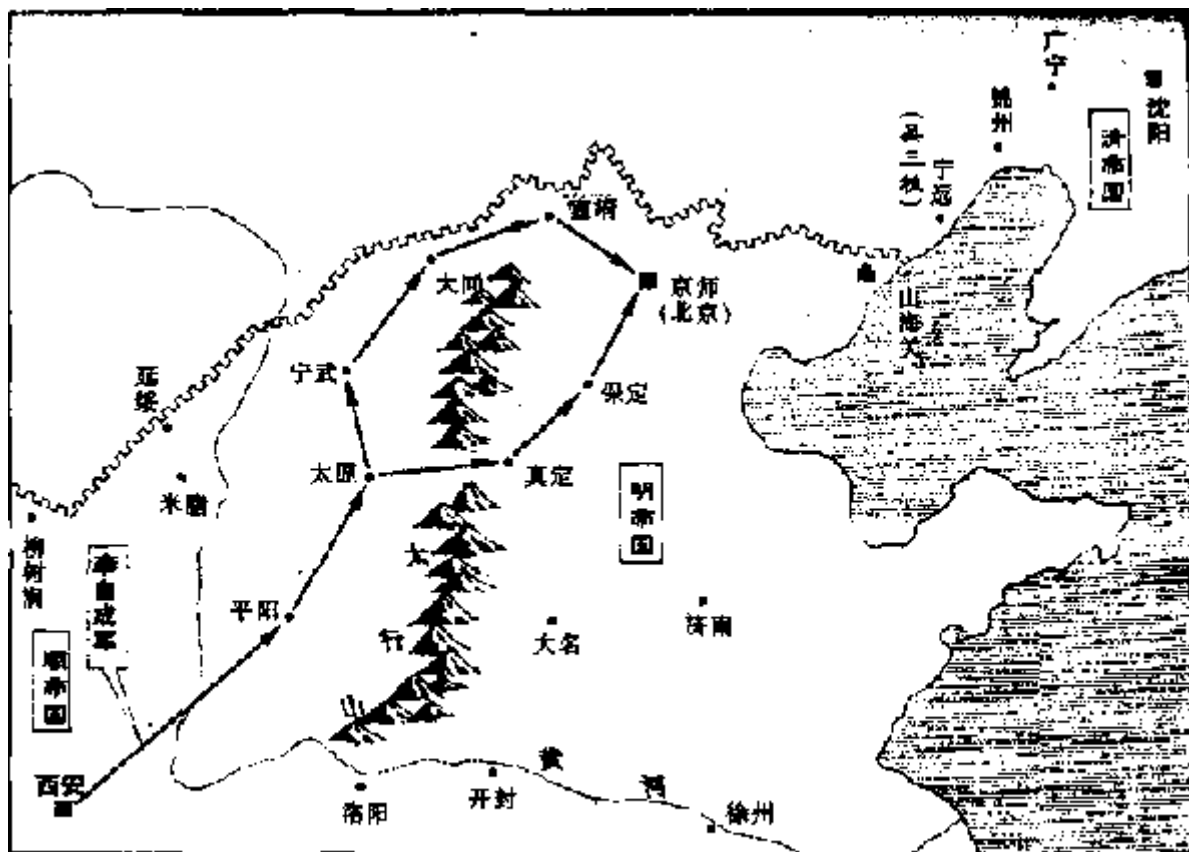 广宁
沈阳
锦州
清帝国
(吴三桂)
宁远
宣府
大同
京师
(北京)
山海关
宁武
延绥
保定
太原
真定
米脂
明帝国
柳树涧
李自成军
太
平阳
济南
行
大名
顺帝国
西安
黄
河
洛阳
开封
徐州